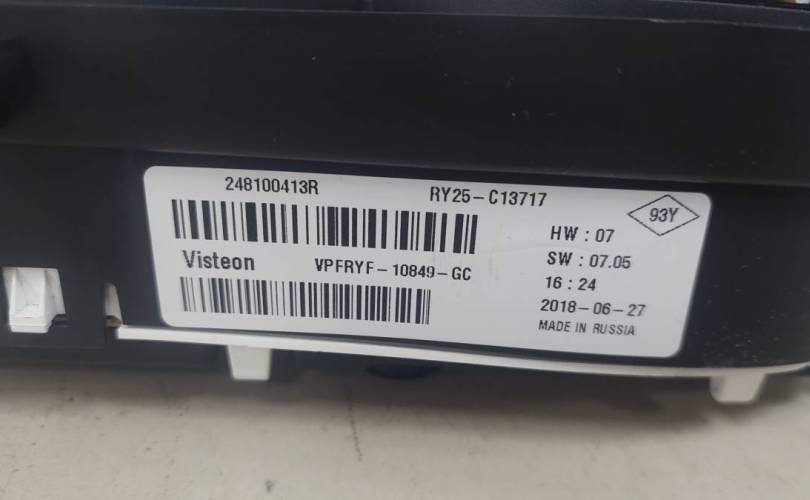 248100413R RY25-C13717
93Y
HW : 07
Visteon VPFRYF-10849-GC
SW : 07.05
16 : 24
2018-06-27
MADE IN RUSSIA